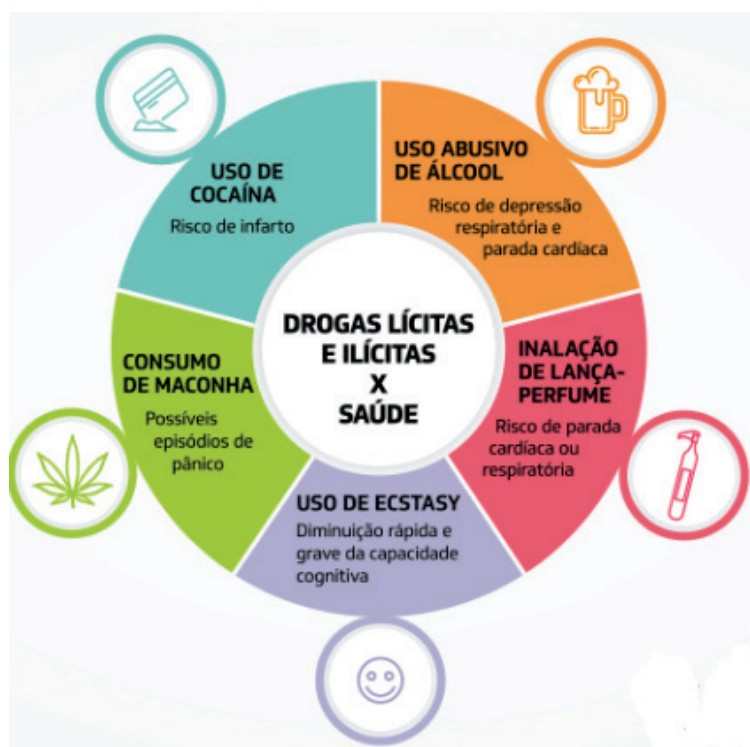 DROGAS LÍCITAS
E ILÍCITAS
X
SAÚDE
USO ABUSIVO
DE ÁLCOOL
Risco de depressão
respiratória e
parada cardíaca
INALAÇÃO
DE LANÇA-
PERFUME
Risco de parada
cardíaca ou
respiratória
USO DE ECSTASY
Diminuição rápida e
grave da capacidade
cognitiva
CONSUMO
DE MACONHA
Possíveis
episódios de
pânico
USO DE
COCAÍNA
Risco de infarto